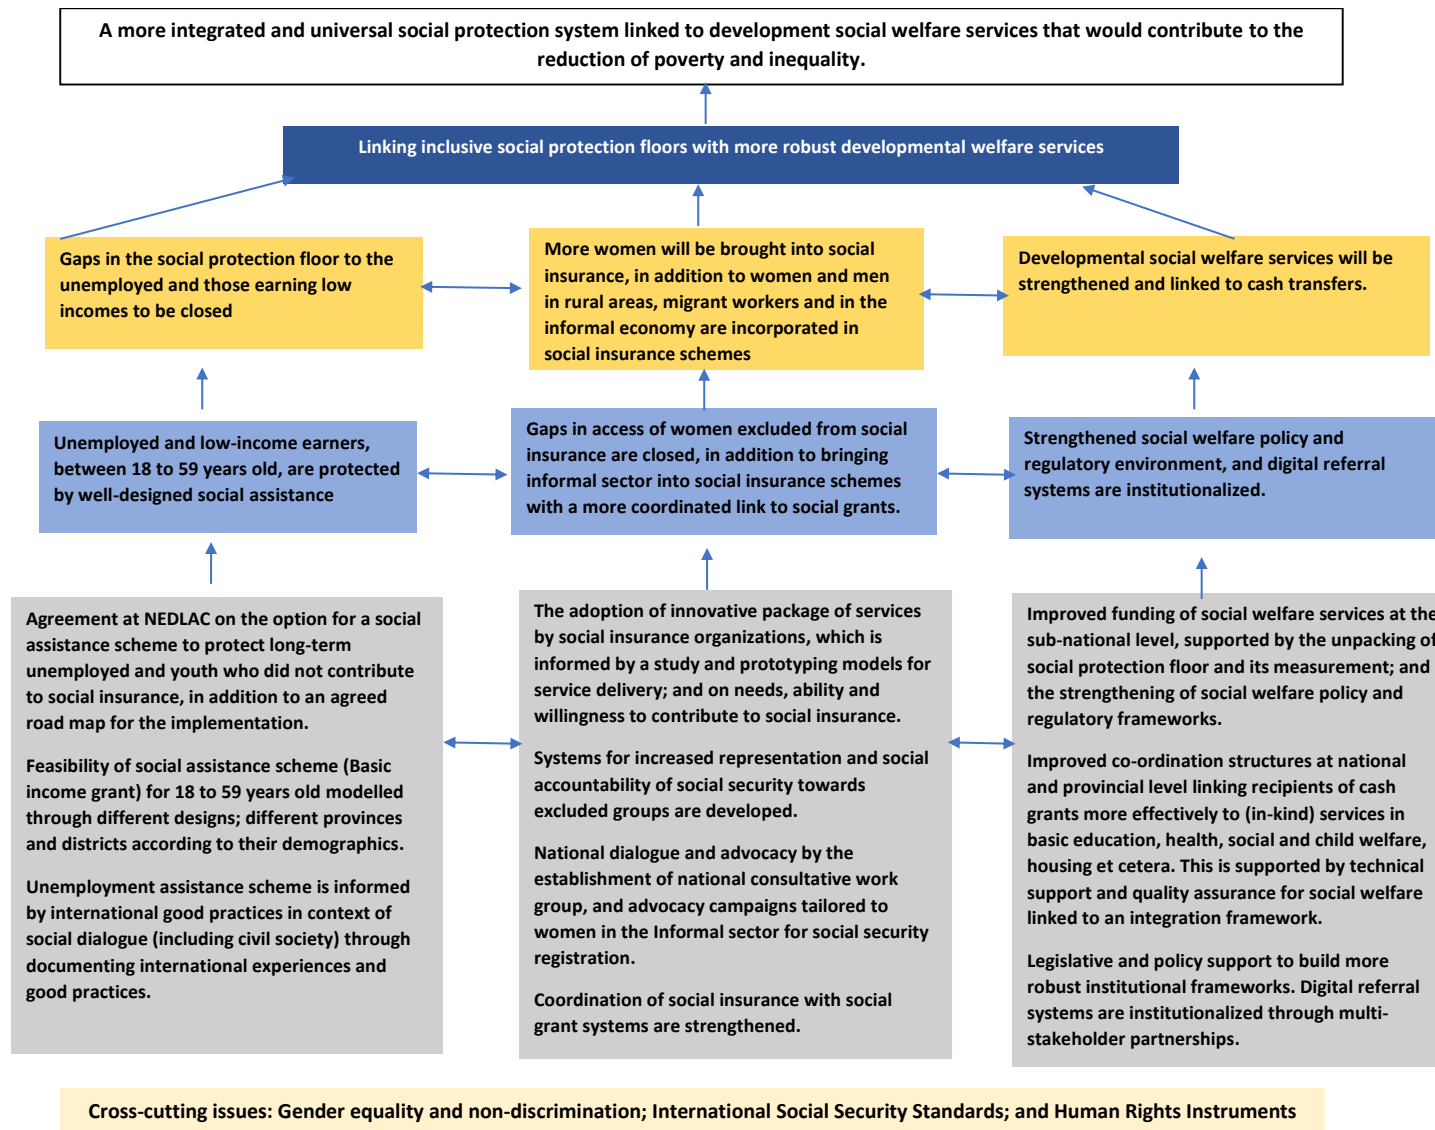 A more integrated and universal social protection system linked to development social welfare services that would contribute to the
reduction of poverty and inequality.
Linking inclusive social protection floors with more robust developmental welfare services
Gaps in the social protection floor to the
unemployed and those earning low
incomes to be closed
More women will be brought into social
insurance, in addition to women and men
in rural areas, migrant workers and in the
informal economy are incorporated in
social insurance schemes
Developmental social welfare services will be
strengthened and linked to cash transfers.
Unemployed and low-income earners,
between 18 to 59 years old, are protected
by well-designed social assistance
Gaps in access of women excluded from social
insurance are closed, in addition to bringing
informal sector into social insurance schemes
with a more coordinated link to social grants.
Strengthened social welfare policy and
regulatory environment, and digital referral
systems are institutionalized.
Agreement at NEDLAC on the option for a social
assistance scheme to protect long-term
unemployed and youth who did not contribute
to social insurance, in addition to an agreed
road map for the implementation.
Feasibility of social assistance scheme (Basic
income grant) for 18 to 59 years old modelled
through different designs; different provinces
and districts according to their demographics.
Unemployment assistance scheme is informed
by international good practices in context of
social dialogue (including civil society) through
documenting international experiences and
good practices.
The adoption of innovative package of services
by social insurance organizations, which is
informed by a study and prototyping models for
service delivery; and on needs, ability and
willingness to contribute to social insurance.
Systems for increased representation and social
accountability of social security towards
excluded groups are developed.
National dialogue and advocacy by the
establishment of national consultative work
group, and advocacy campaigns tailored to
women in the Informal sector for social security
registration.
Coordination of social insurance with social
grant systems are strengthened.
Improved funding of social welfare services at the
sub-national level, supported by the unpacking of
social protection floor and its measurement; and
the strengthening of social welfare policy and
regulatory frameworks.
Improved co-ordination structures at national
and provincial level linking recipients of cash
grants more effectively to (in-kind) services in
basic education, health, social and child welfare,
housing et cetera. This is supported by technical
support and quality assurance for social welfare
linked to an integration framework.
Legislative and policy support to build more
robust institutional frameworks. Digital referral
systems are institutionalized through multi-
stakeholder partnerships.
Cross-cutting issues: Gender equality and non-discrimination; International Social Security Standards; and Human Rights Instruments